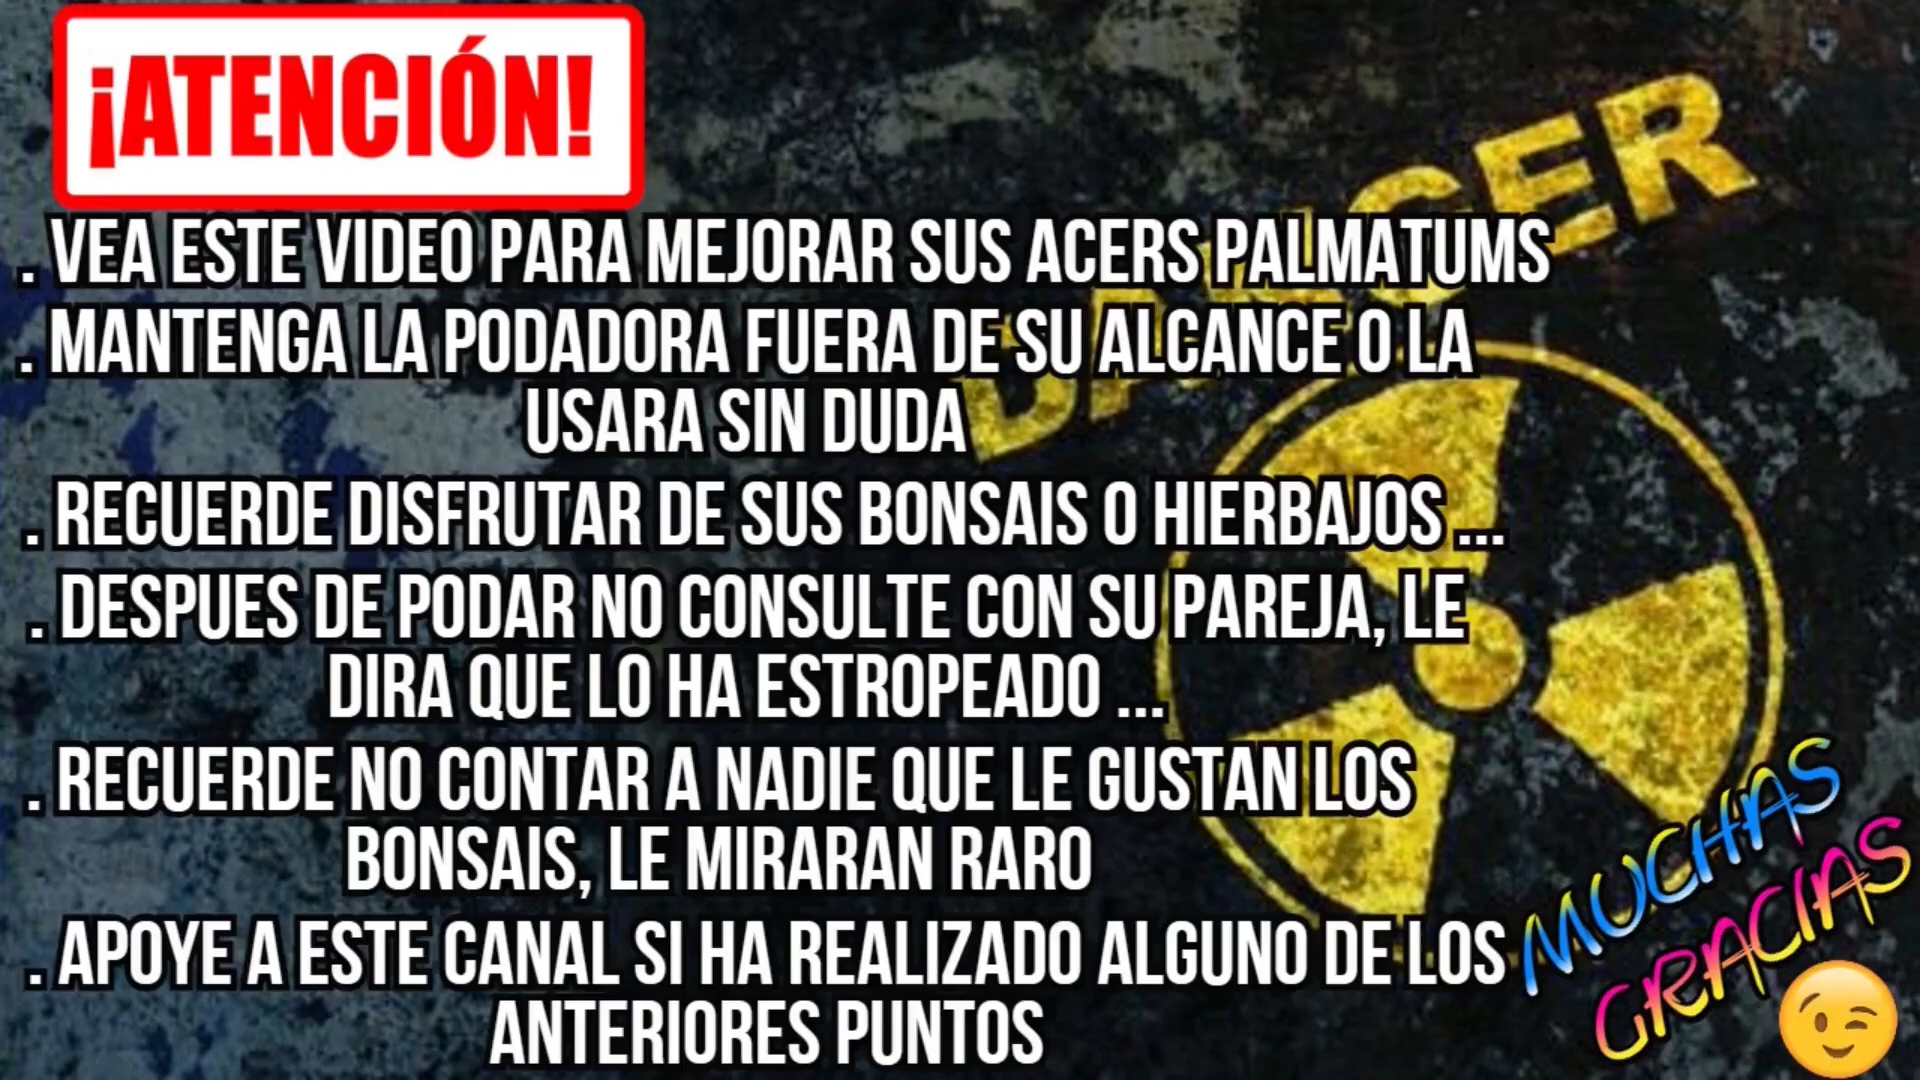 ¡ATENCIÓN!
DANGER
. VEA ESTE VIDEO PARA MEJORAR SUS ACERS PALMATUMS
. MANTENGA LA PODADORA FUERA DE SU ALCANCE O LA
USARA SIN DUDA
. RECUERDE DISFRUTAR DE SUS BONSAIS O HIERBAJOS ...
. DESPUES DE PODAR NO CONSULTE CON SU PAREJA, LE
DIRA QUE LO HA ESTROPEADO ...
. RECUERDE NO CONTAR A NADIE QUE LE GUSTAN LOS
BONSAIS, LE MIRARAN RARO
. APOYE A ESTE CANAL SI HA REALIZADO ALGUNO DE LOS
ANTERIORES PUNTOS
MUCHAS
GRACIAS